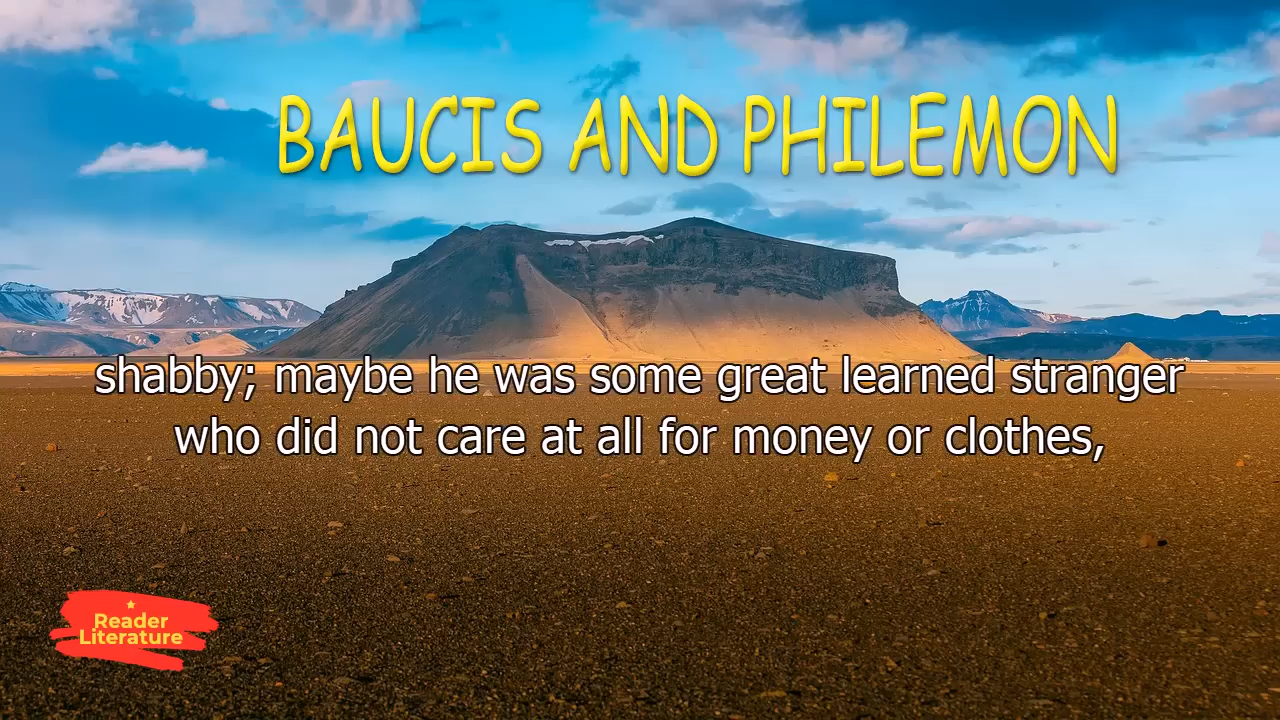 BAUCIS AND PHILEMON
shabby; maybe he was some great learned stranger
who did not care at all for money or clothes,
Reader
Literature